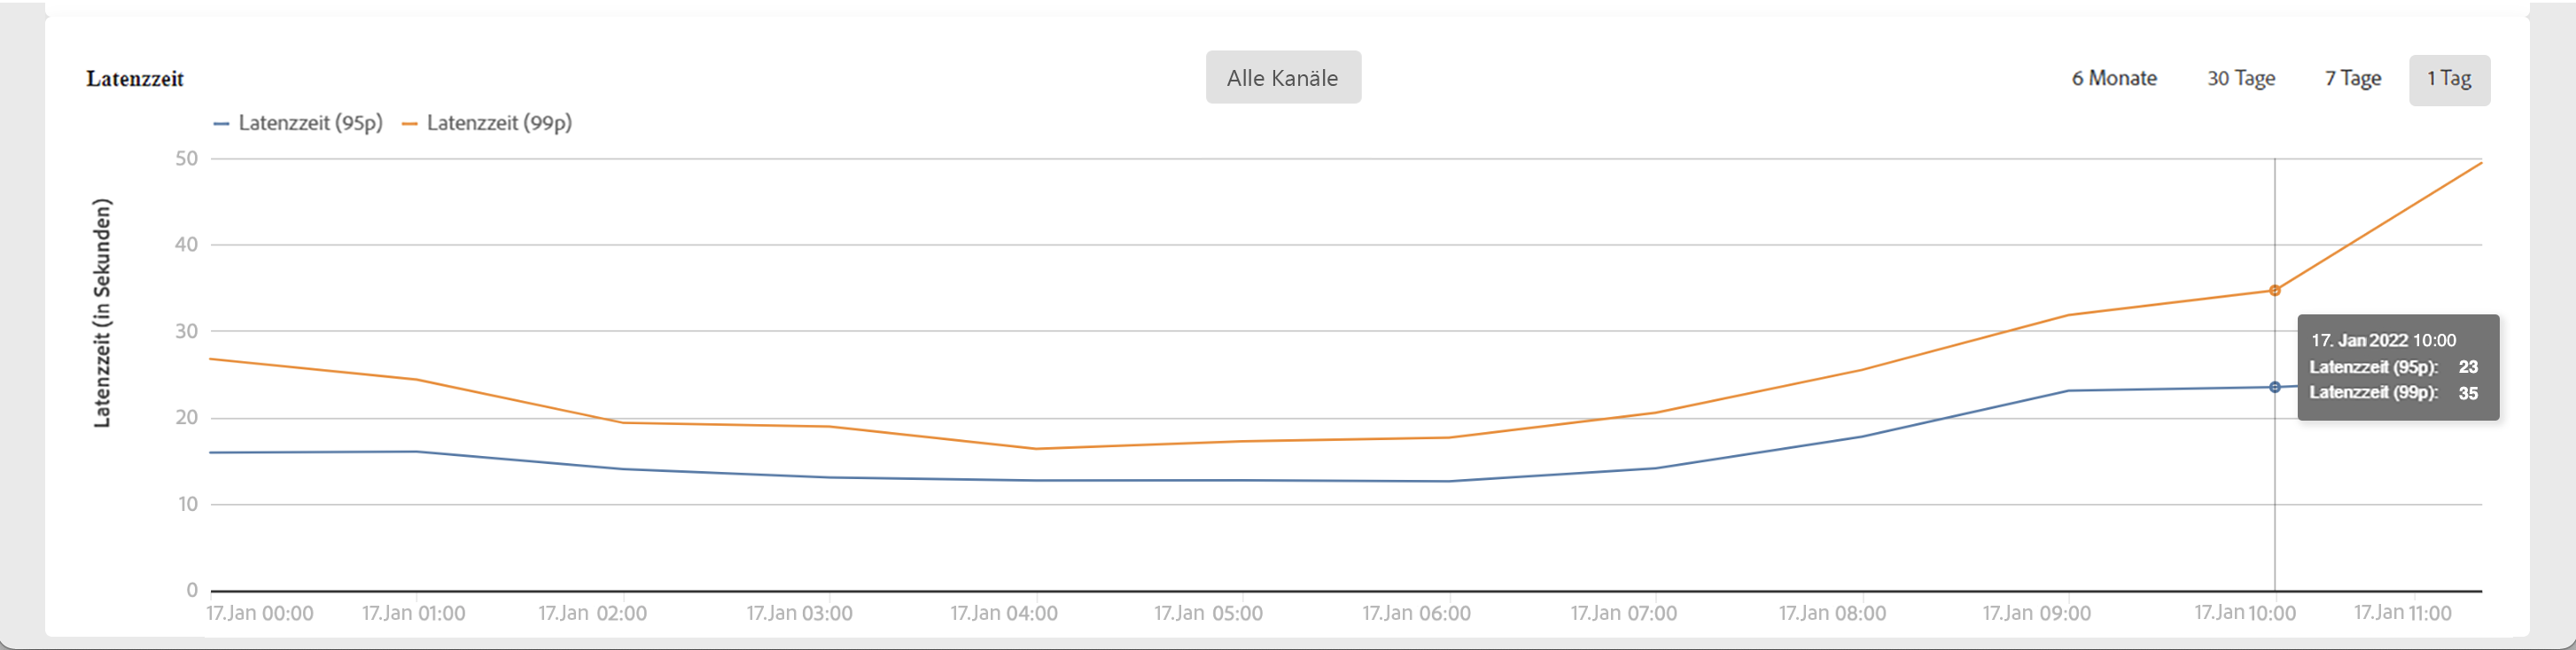 Latenzzeit
Alle Kanäle
6 Monate 30 Tage 7 Tage 1 Tag
Latenzzeit (95p) Latenzzeit (99p)
Latenzzeit (in Sekunden)
50
40
30
20
10
0
17. Jan 2022 10:00
Latenzzeit (95p): 23
Latenzzeit (99p): 35
17.Jan 00:00 17.Jan 01:00 17.Jan 02:00 17.Jan 03:00 17.Jan 04:00 17.Jan 05:00 17.Jan 06:00 17.Jan 07:00 17.Jan 08:00 17.Jan 09:00 17.Jan 10:00 17.Jan 11:00